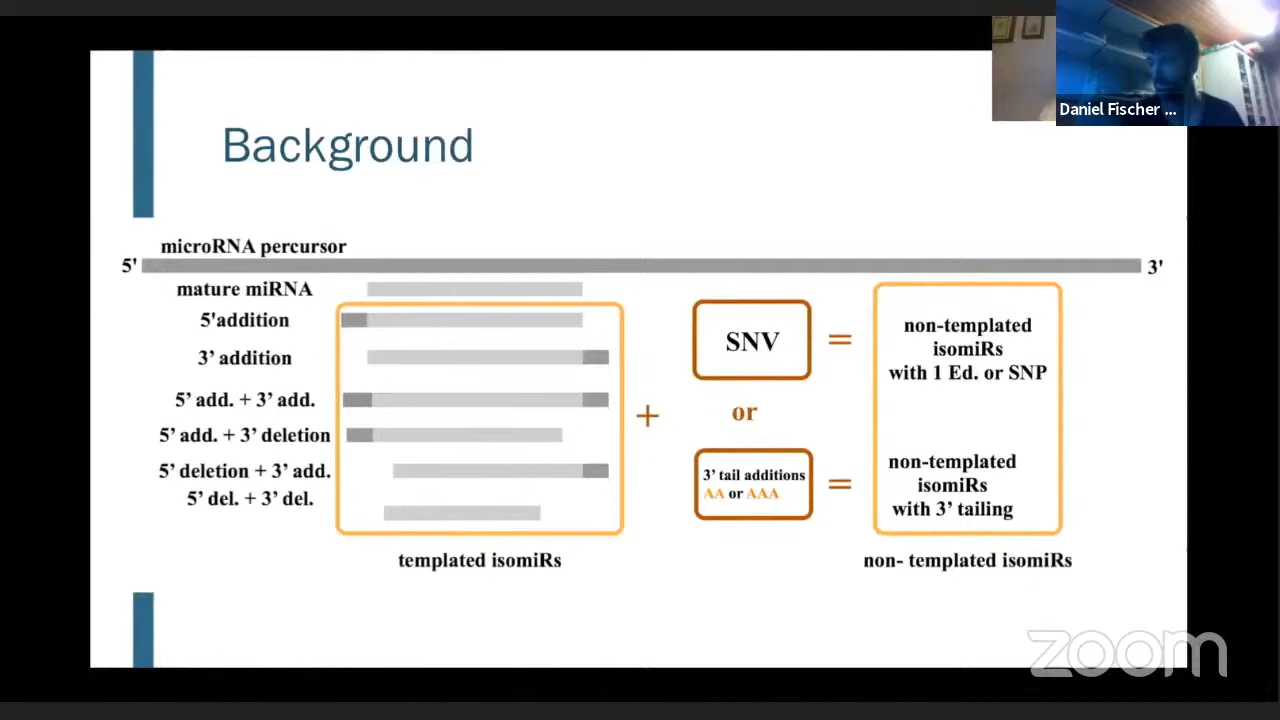 Daniel Fischer ...
Background
microRNA percursor
5'
3'
mature miRNA
5'addition
3’ addition
5’ add. + 3’ add.
5’ add. + 3’ deletion
5’ deletion + 3’ add.
5’ del. + 3’ del.
templated isomiRs
+
SNV
=
or
3’ tail additions
AA or AAA
=
non-templated
isomiRs
with 1 Ed. or SNP
non-templated
isomiRs
with 3’ tailing
non- templated isomiRs
zoom